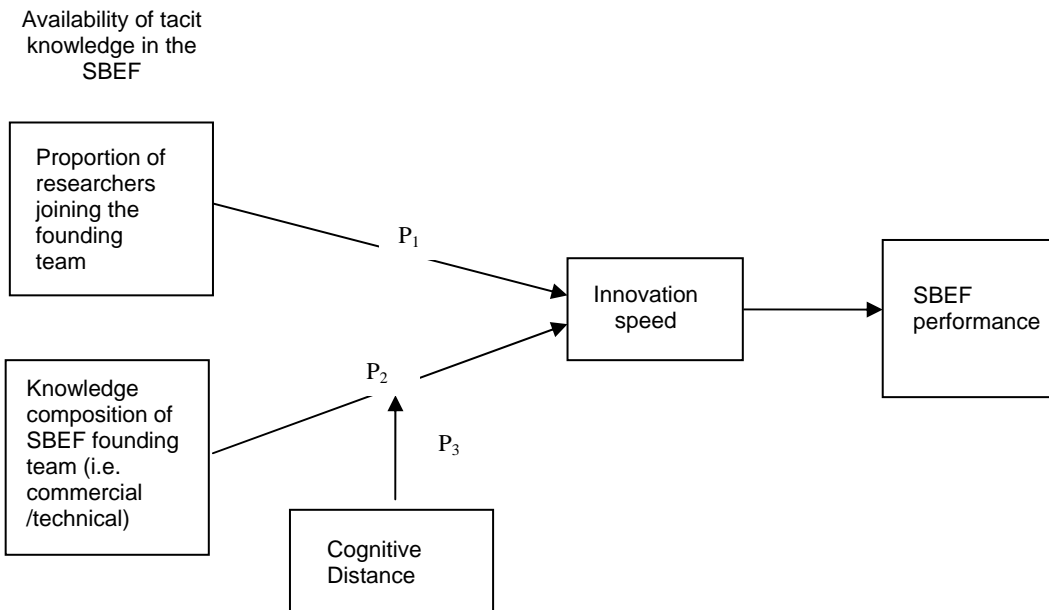 Availability of tacit
knowledge in the
SBEF
Proportion of
researchers
joining the
founding
team
P₁
Innovation
speed
SBEF
performance
P₂
Knowledge
composition of
SBEF founding
team (i.e.
commercial
/technical)
P₃
Cognitive
Distance